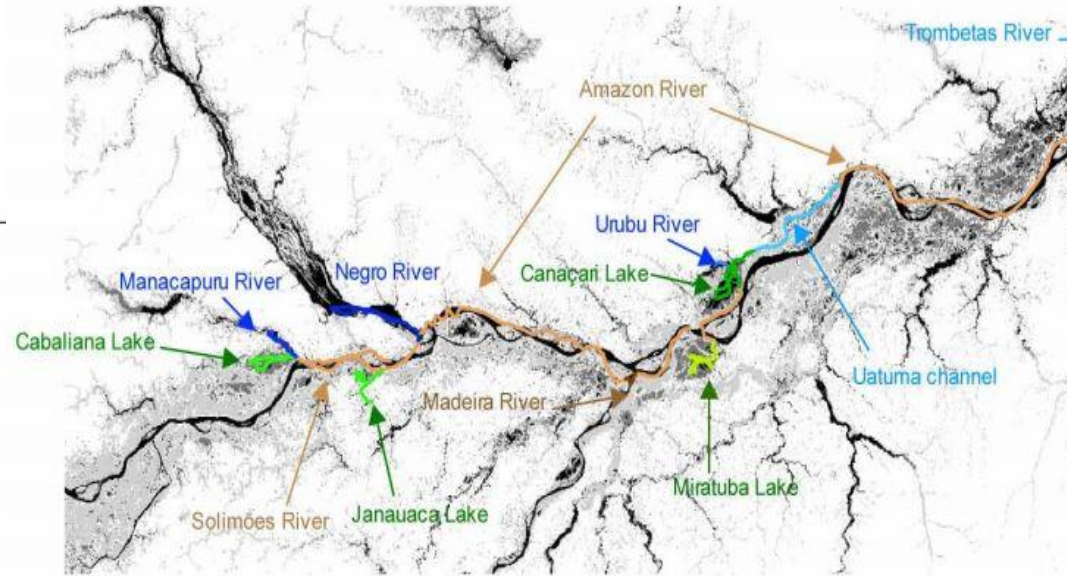 Trombetas River
Amazon River
Urubu River
Canaçari Lake
Negro River
Manacapuru River
Cabaliana Lake
Uatuma channel
Madeira River
Miratuba Lake
Janauaca Lake
Solimões River